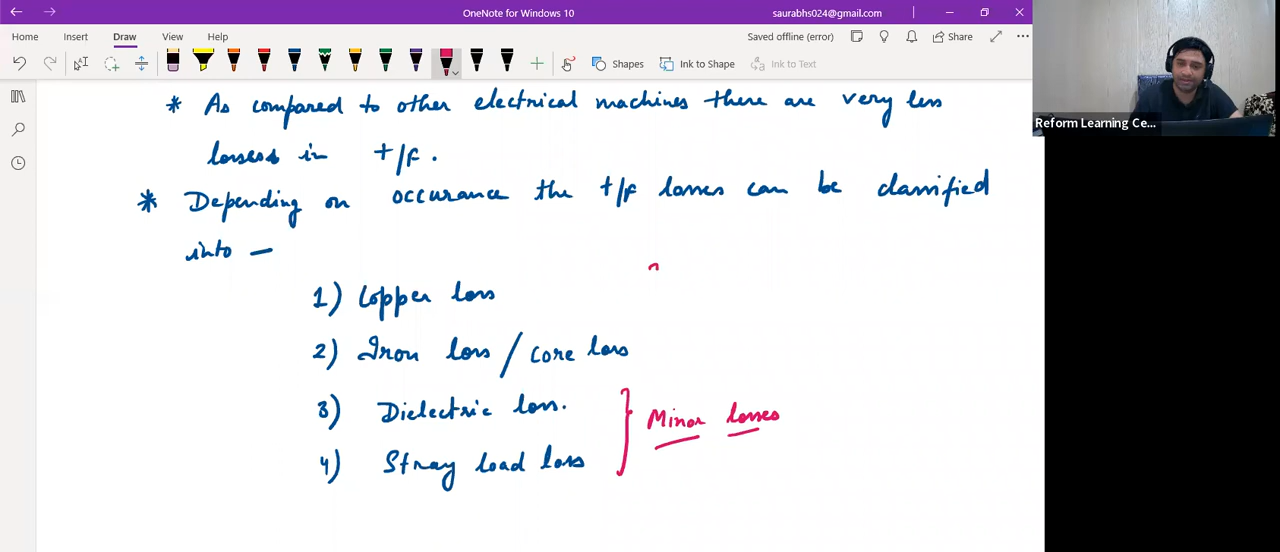 OneNote for Windows 10
saurabhs024@gmail.com
Home Insert Draw View Help
Saved offline (error)
Share
Shapes
Ink to Shape
Ink to Text
Reform Learning Ce...
* As compared to other electrical machines there are very less
losses in t/f.
* Depending on occurance the t/f losses can be classified
into —
1) Copper loss
2) Iron loss / core loss
3) Dielectric loss.
4) Stray load loss
Minor losses